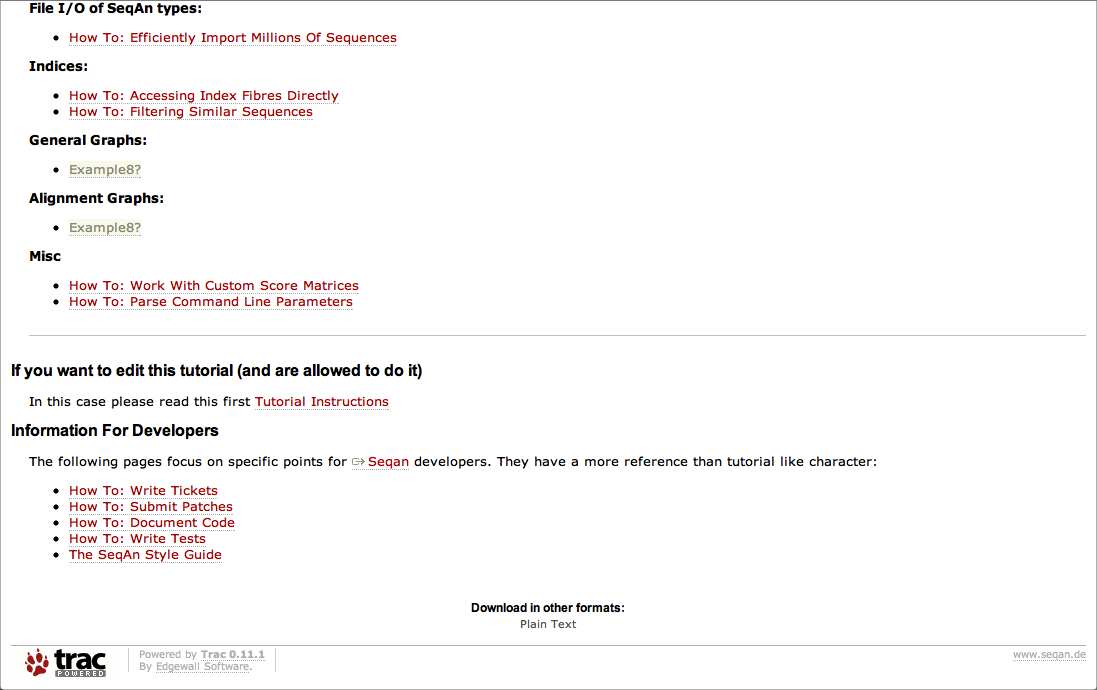 File I/O of SeqAn types:
How To: Efficiently Import Millions Of Sequences
Indices:
How To: Accessing Index Fibres Directly
How To: Filtering Similar Sequences
General Graphs:
Example8?
Alignment Graphs:
Example8?
Misc
How To: Work With Custom Score Matrices
How To: Parse Command Line Parameters
If you want to edit this tutorial (and are allowed to do it)
In this case please read this first Tutorial Instructions
Information For Developers
The following pages focus on specific points for Seqan developers. They have a more reference than tutorial like character:
How To: Write Tickets
How To: Submit Patches
How To: Document Code
How To: Write Tests
The SeqAn Style Guide
Download in other formats:
Plain Text
trac
POWERED
Powered by Trac 0.11.1
By Edgewall Software.
www.seqan.de